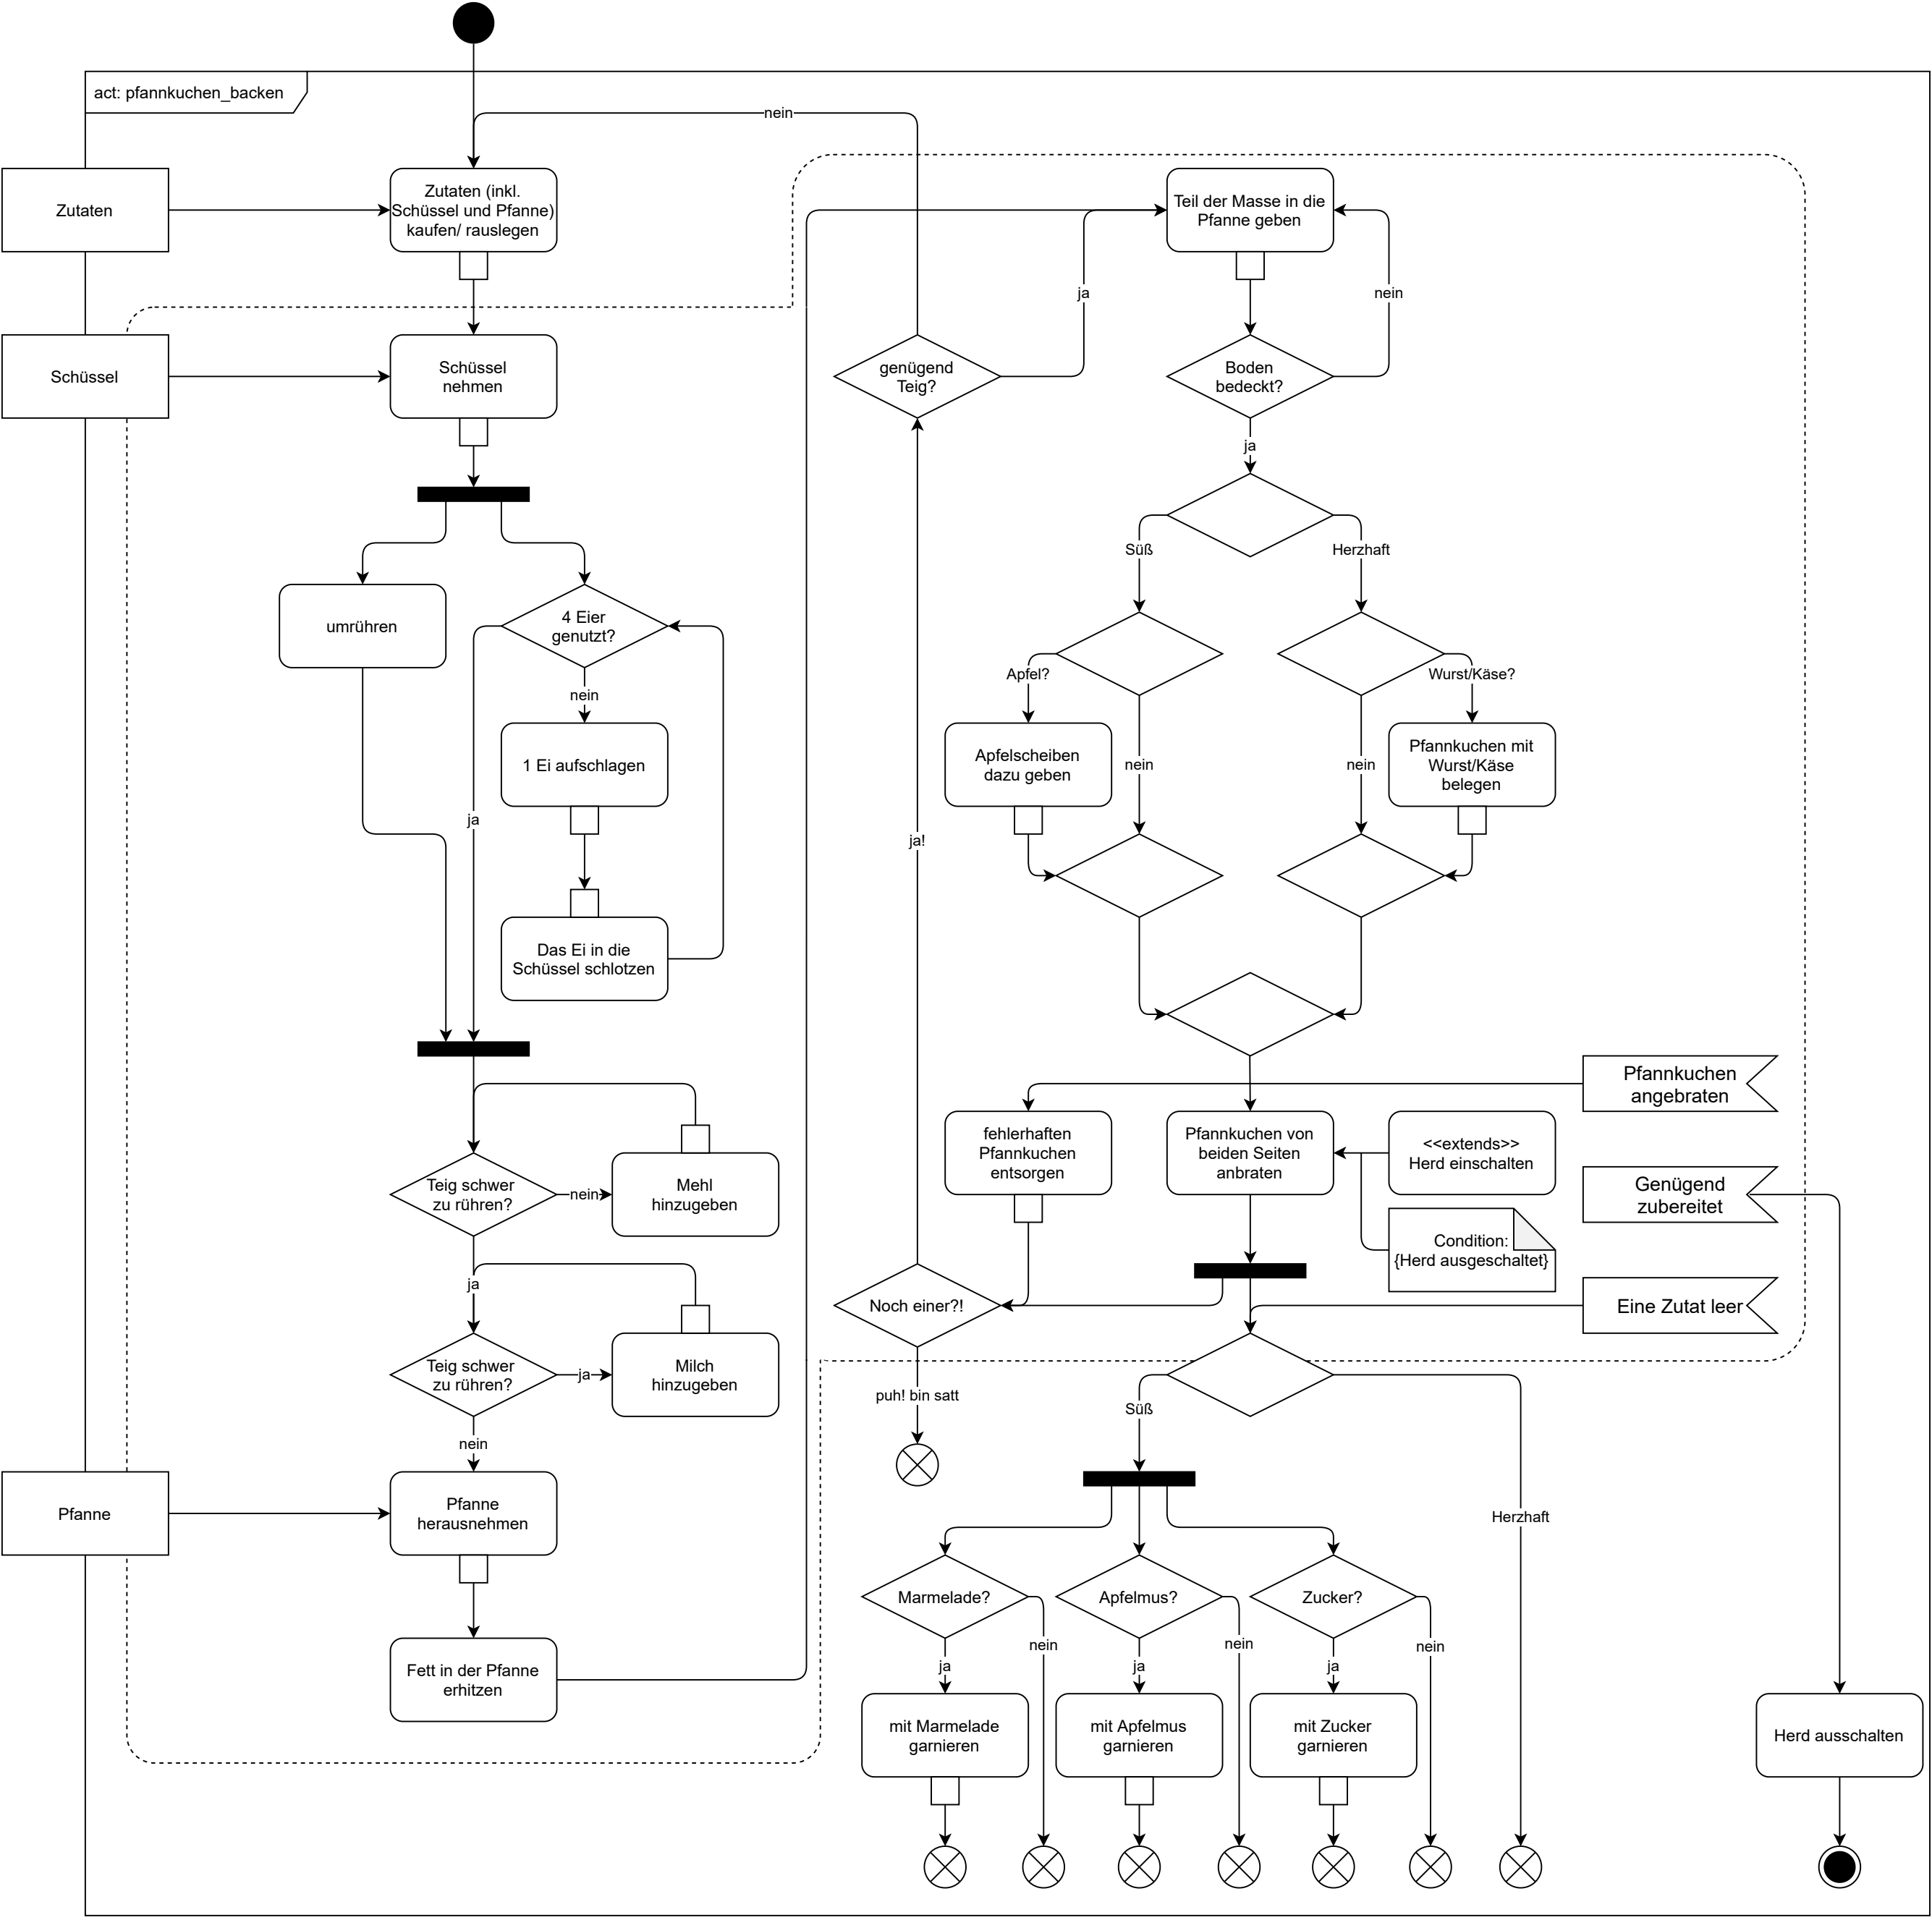 act: pfannkuchen_backen
nein
Zutaten
Zutaten (inkl.
Schüssel und Pfanne)
kaufen/ rauslegen
Teil der Masse in die
Pfanne geben
ja
nein
Schüssel
Schüssel
nehmen
genügend
Teig?
Boden
bedeckt?
ja
Süß
Herzhaft
umrühren
4 Eier
genutzt?
nein
Apfel?
Wurst/Käse?
1 Ei aufschlagen
Apfelscheiben
dazu geben
nein
nein
Pfannkuchen mit
Wurst/Käse
belegen
ja
ja!
Das Ei in die
Schüssel schlotzen
Pfannkuchen
angebraten
fehlerhaften
Pfannkuchen
entsorgen
Pfannkuchen von
beiden Seiten
anbraten
<<extends>>
Herd einschalten
Teig schwer
zu rühren?
nein
Mehl
hinzugeben
Genügend
zubereitet
Condition:
{Herd ausgeschaltet}
ja
Noch einer?!
Eine Zutat leer
Teig schwer
zu rühren?
ja
Milch
hinzugeben
puh! bin satt
Süß
nein
Pfanne
Pfanne
herausnehmen
Herzhaft
Marmelade?
Apfelmus?
Zucker?
nein
nein
nein
ja
ja
ja
Fett in der Pfanne
erhitzen
mit Marmelade
garnieren
mit Apfelmus
garnieren
mit Zucker
garnieren
Herd ausschalten